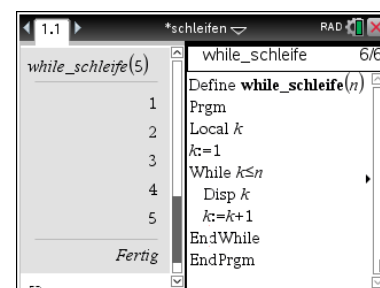 1.1 *schleifen RAD
while_schleife(5)
1
2
3
4
5
Fertig
while_schleife 6/6
Define while_schleife(n)
Prgm
Local k
k:=1
While k≤n
Disp k
k:=k+1
EndWhile
EndPrgm